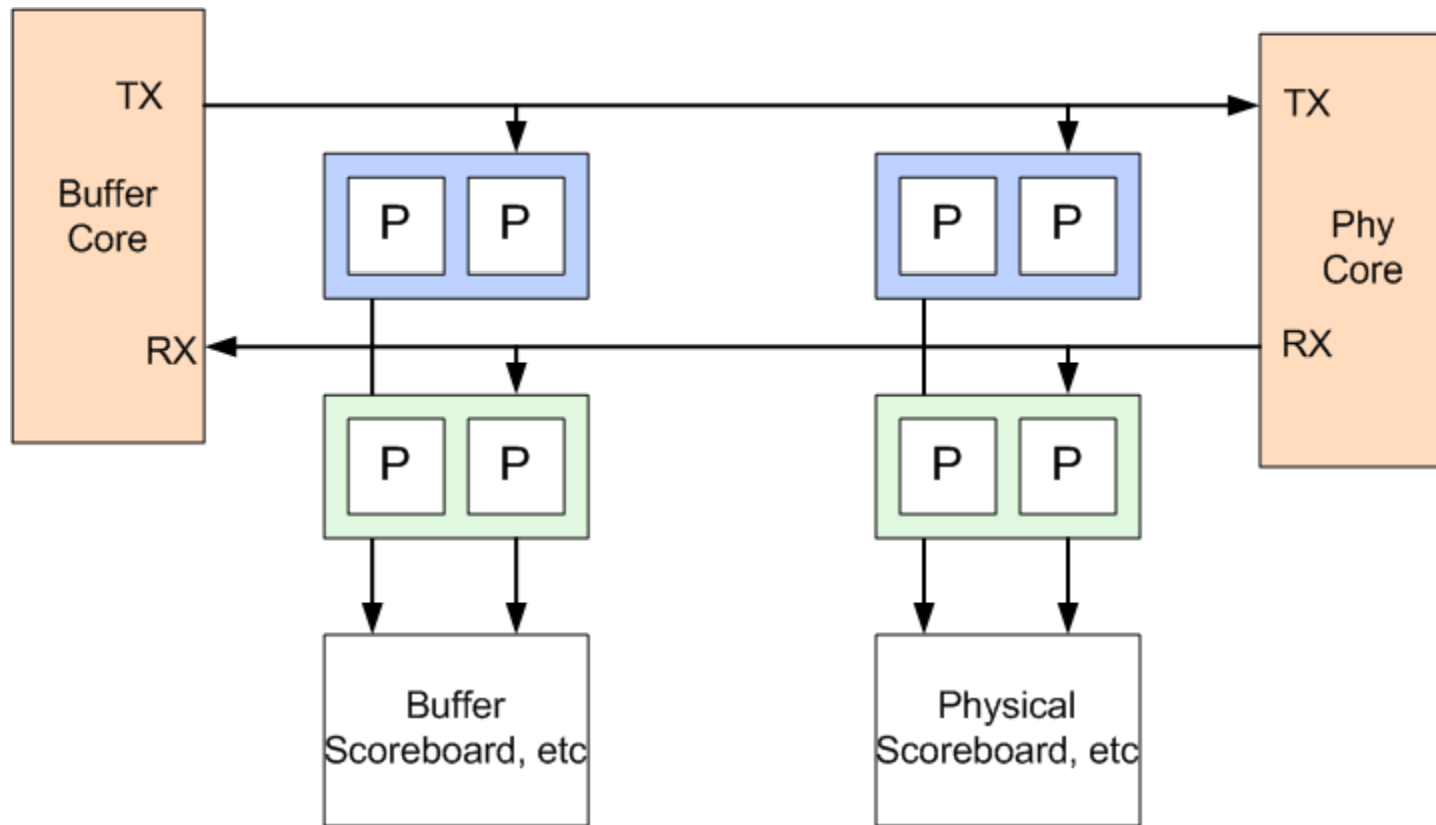 TX
Buffer
Core
RX
TX
Phy
Core
RX
P P
P P
P P
P P
Buffer
Scoreboard, etc
Physical
Scoreboard, etc